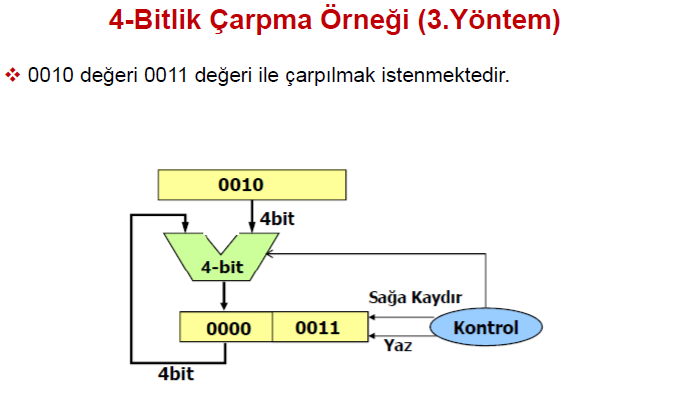 4-Bitlik Çarpma Örneği (3.Yöntem)
❖ 0010 değeri 0011 değeri ile çarpılmak istenmektedir.
0010
4bit
4-bit
Sağa Kaydır
0000 0011
Kontrol
Yaz
4bit